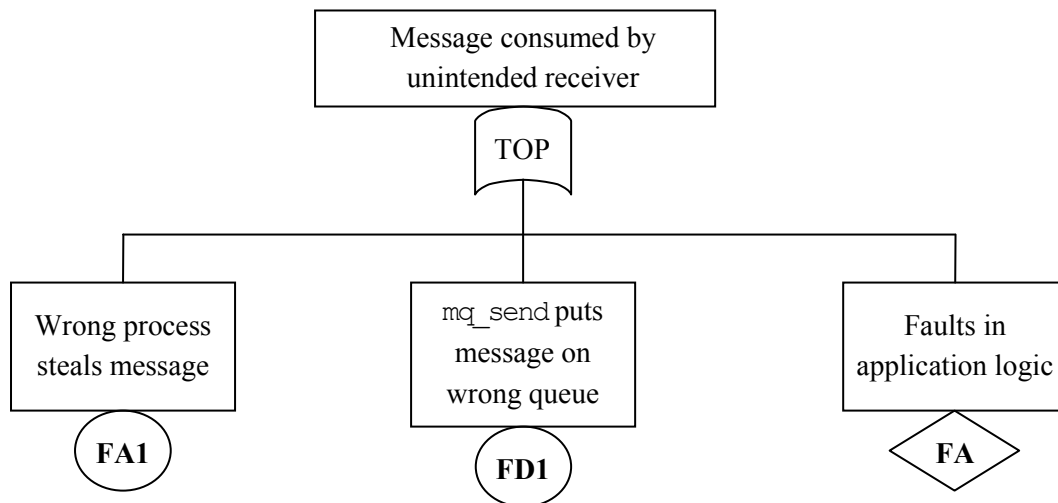 Message consumed by
unintended receiver
TOP
Wrong process
steals message
FA1
mq_send puts
message on
wrong queue
FD1
Faults in
application logic
FA